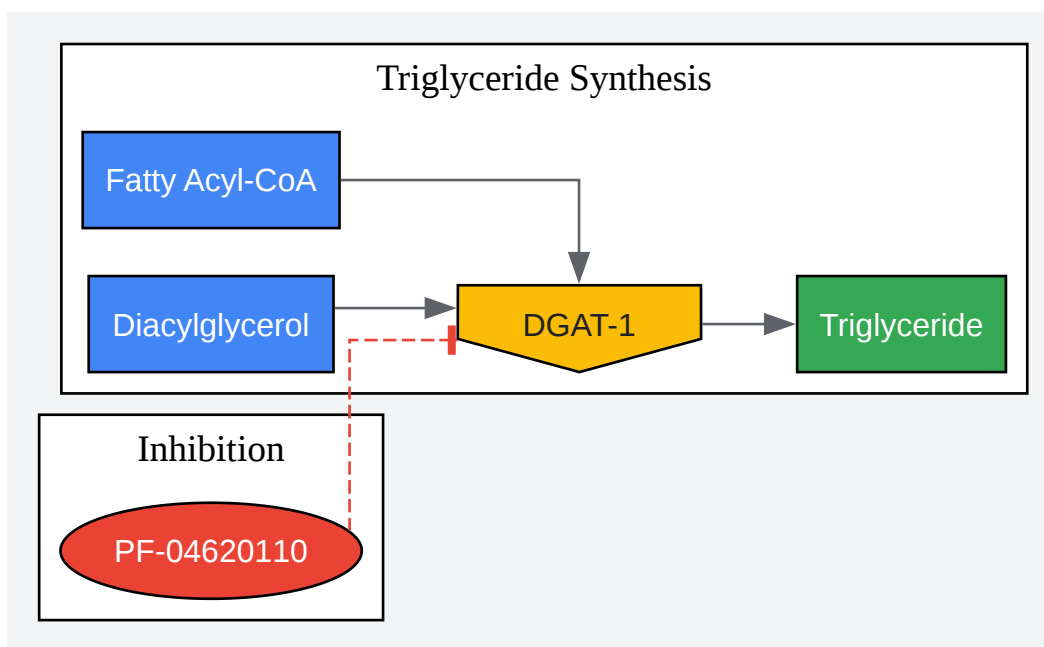 Triglyceride Synthesis
Fatty Acyl-CoA
Diacylglycerol
DGAT-1
Triglyceride
Inhibition
PF-04620110